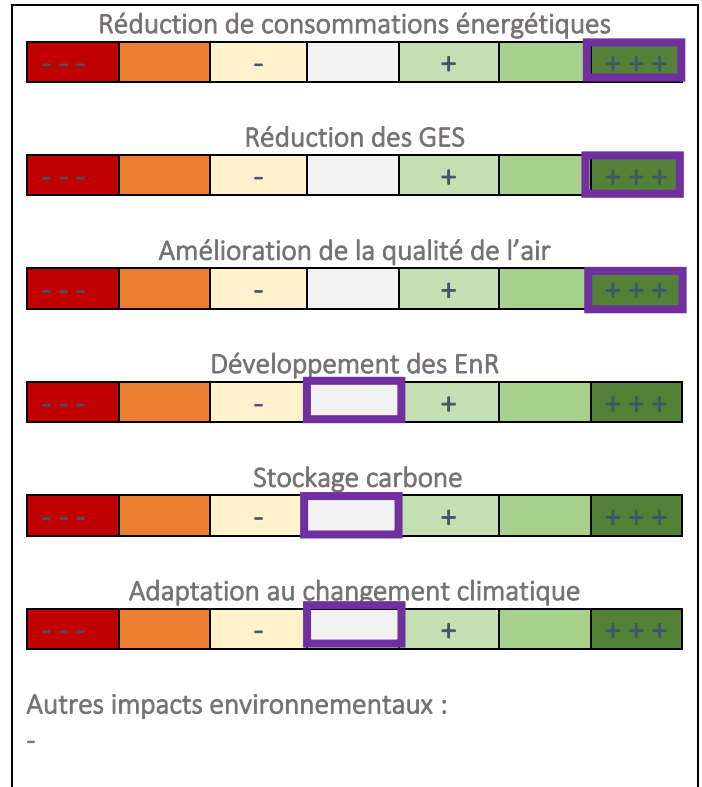 Réduction de consommations énergétiques
- - - - + + + +
Réduction des GES
- - - - + + + +
Amélioration de la qualité de l’air
- - - - + + + +
Développement des EnR
- - - - + + + +
Stockage carbone
- - - - + + + +
Adaptation au changement climatique
- - - - + + + +
Autres impacts environnementaux :
-